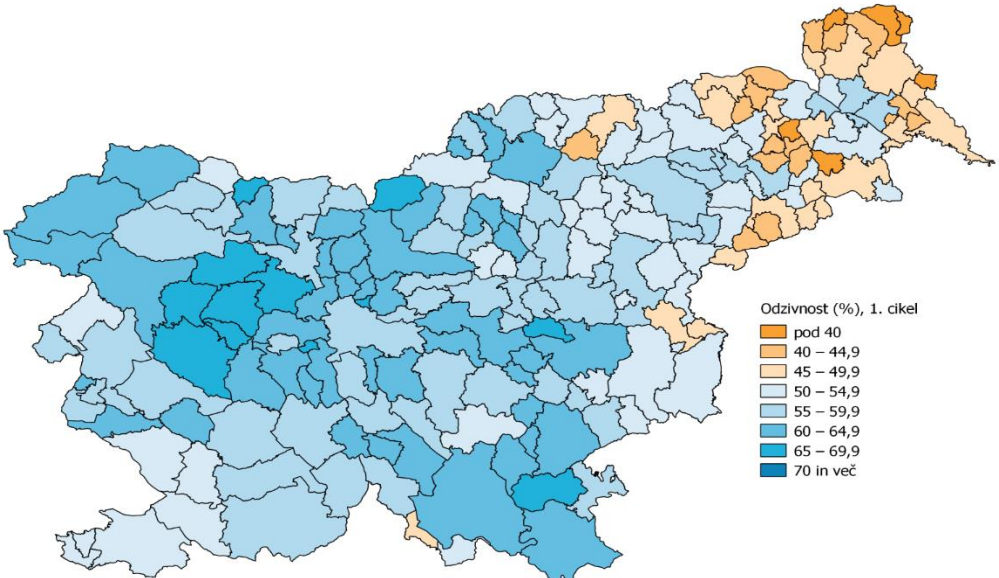 Odzivnost (%), 1. cikel
pod 40
40 – 44,9
45 – 49,9
50 – 54,9
55 – 59,9
60 – 64,9
65 – 69,9
70 in več